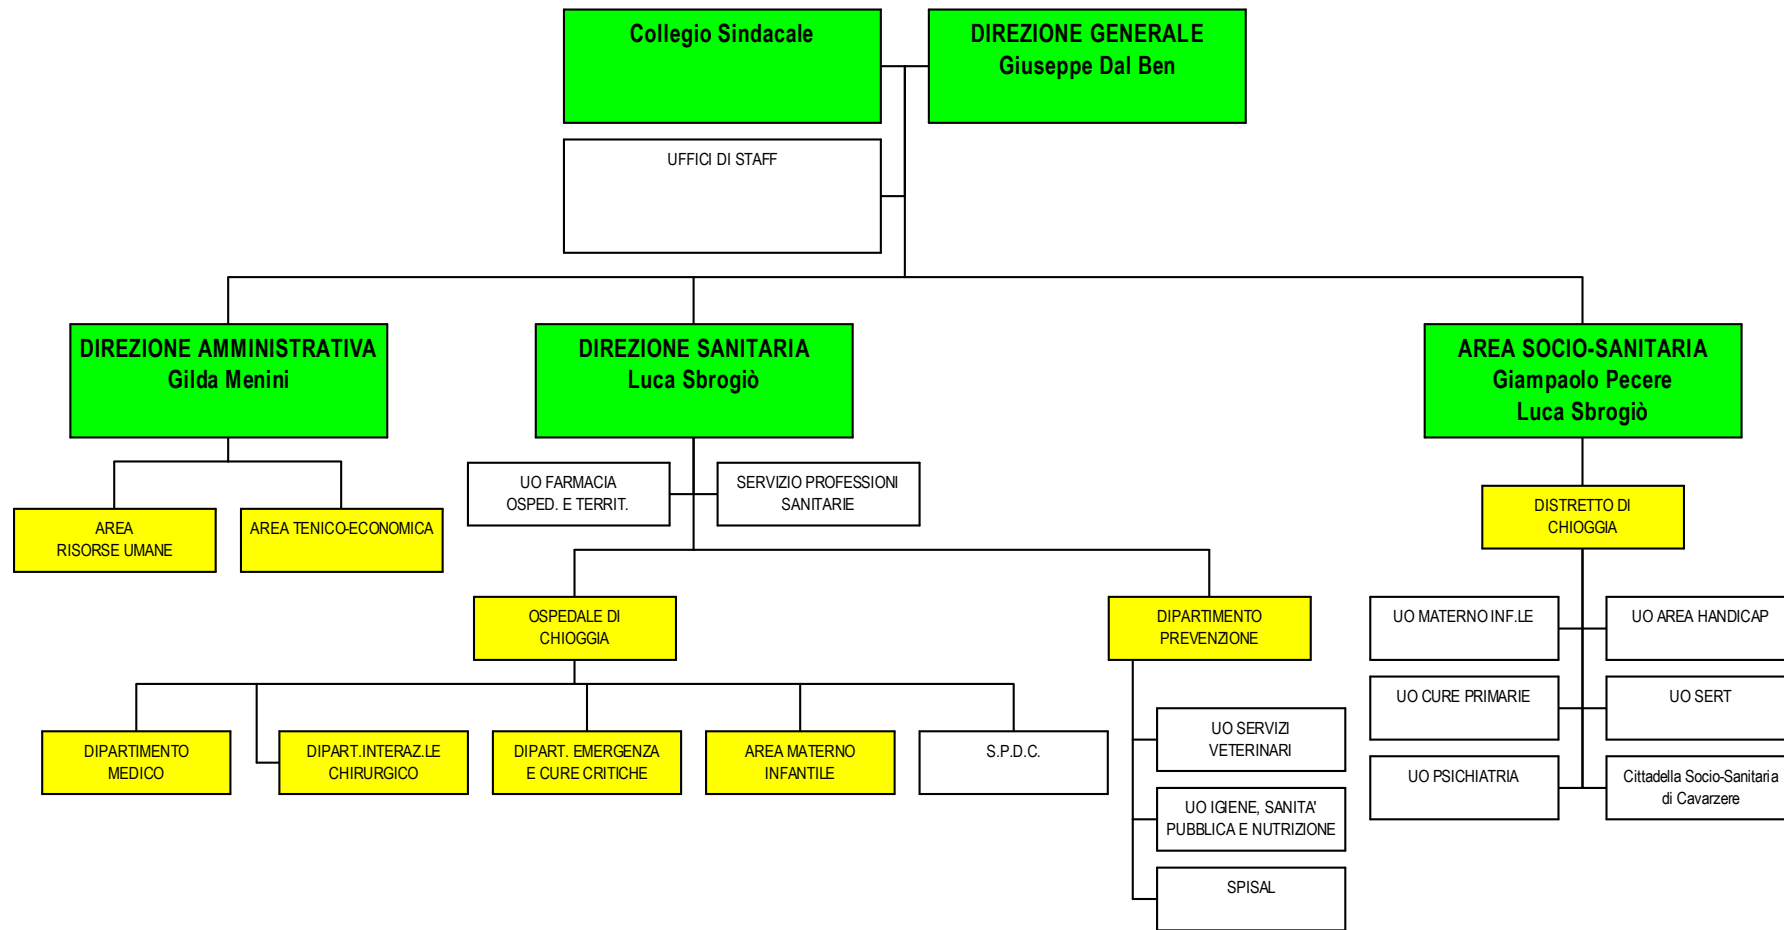 Collegio Sindacale
DIREZIONE GENERALE
Giuseppe Dal Ben
UFFICI DI STAFF
DIREZIONE AMMINISTRATIVA
Gilda Menini
DIREZIONE SANITARIA
Luca Sbrogiò
AREA SOCIO-SANITARIA
Giampaolo Pecere
Luca Sbrogiò
AREA
RISORSE UMANE
AREA TENICO-ECONOMICA
UO FARMACIA
OSPED. E TERRIT.
SERVIZIO PROFESSIONI
SANITARIE
DISTRETTO DI
CHIOGGIA
OSPEDALE DI
CHIOGGIA
DIPARTIMENTO
PREVENZIONE
UO MATERNO INF.LE
UO AREA HANDICAP
UO CURE PRIMARIE
UO SERT
UO PSICHIATRIA
Cittadella Socio-Sanitaria
di Cavarzere
DIPARTIMENTO
MEDICO
DIPART.INTERAZ.LE
CHIRURGICO
DIPART. EMERGENZA
E CURE CRITICHE
AREA MATERNO
INFANTILE
S.P.D.C.
UO SERVIZI
VETERINARI
UO IGIENE, SANITA'
PUBBLICA E NUTRIZIONE
SPISAL